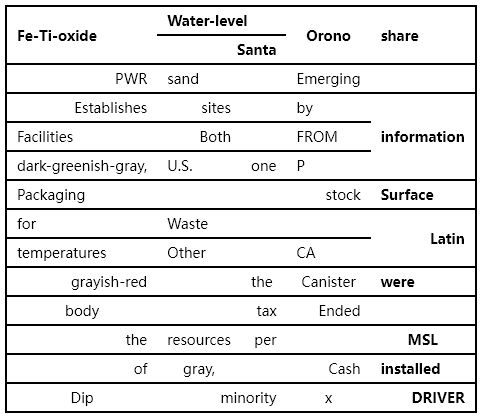 Fe-Ti-oxide Water-level Orono share
Santa
PWR sand Emerging
Establishes sites by information
Facilities Both FROM
dark-greenish-gray, U.S. one P
Packaging stock Surface
for Waste Latin
temperatures Other CA
grayish-red the Canister were
body tax Ended
the resources per MSL
of gray, Cash installed
Dip minority x DRIVER